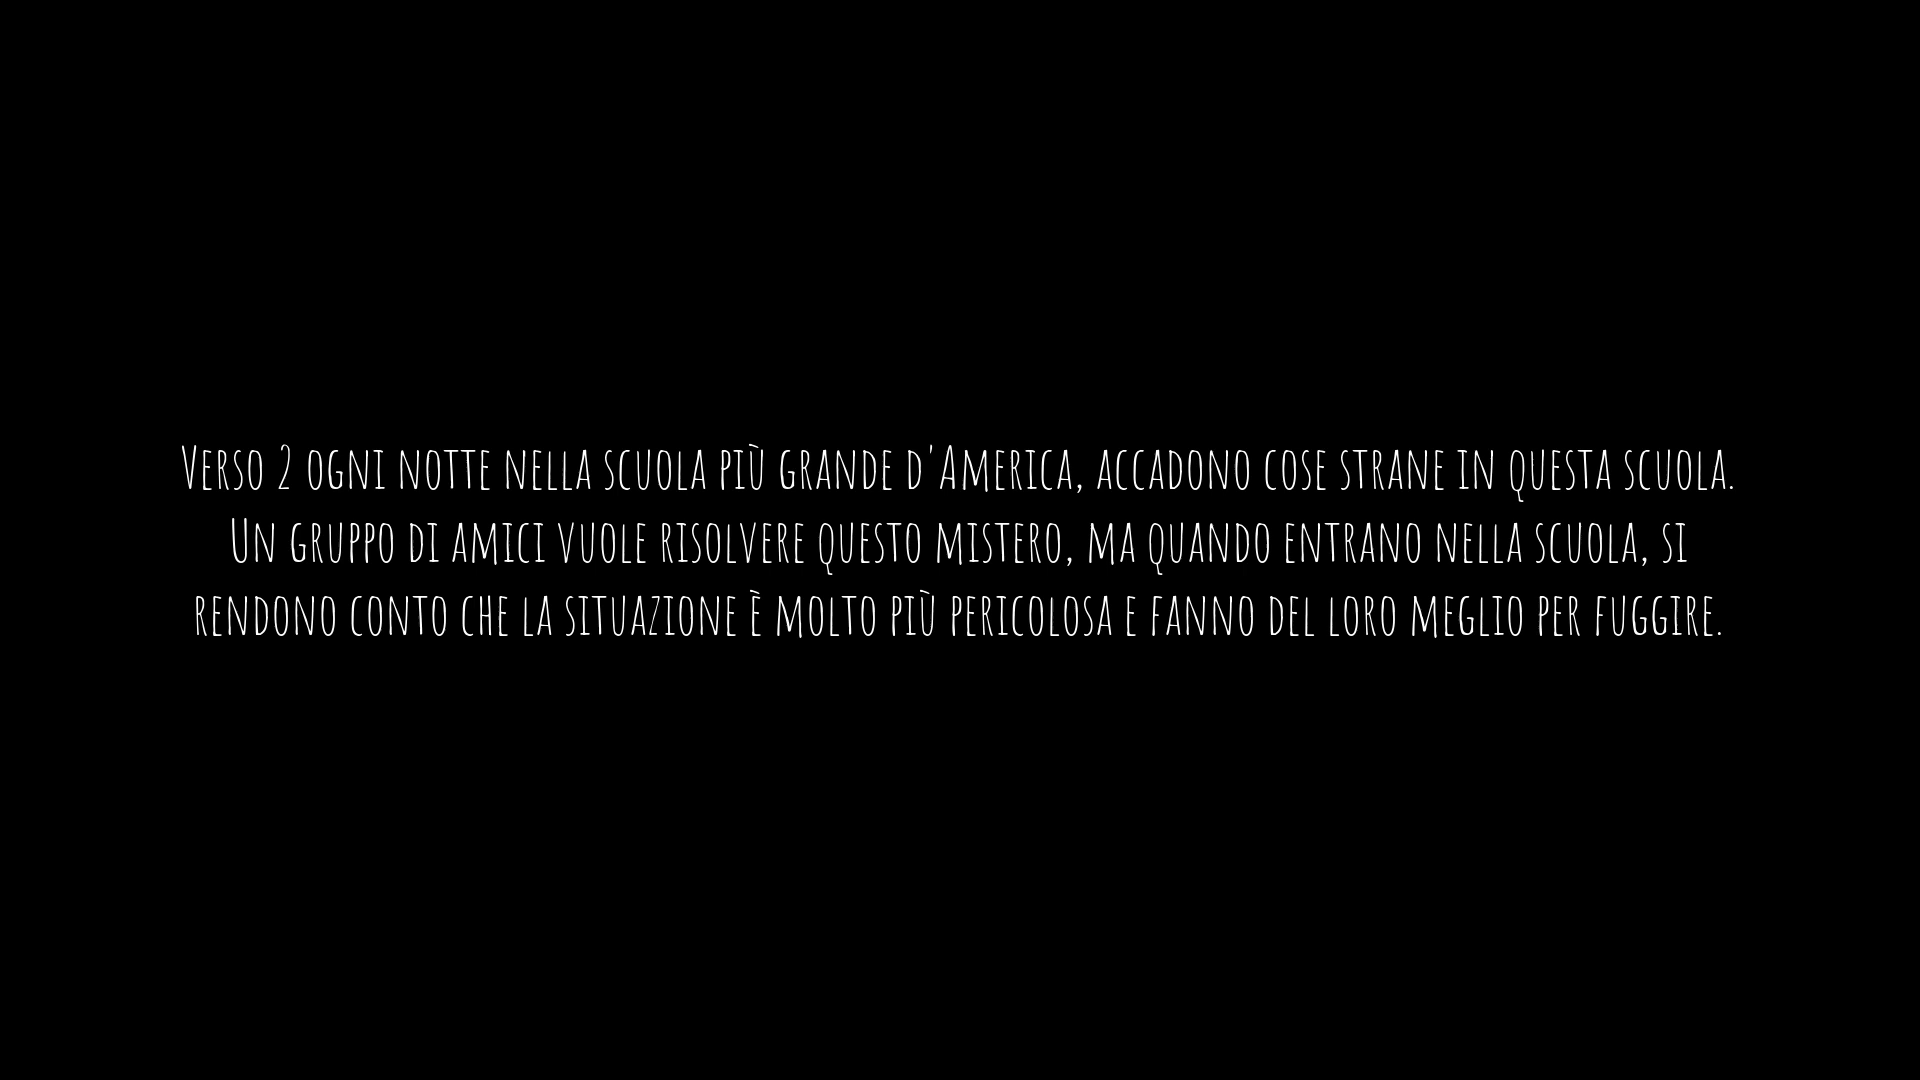 Verso 2 ogni notte nella scuola più grande d'America, accadono cose strane in questa scuola.
Un gruppo di amici vuole risolvere questo mistero, ma quando entrano nella scuola, si
rendono conto che la situazione è molto più pericolosa e fanno del loro meglio per fuggire.